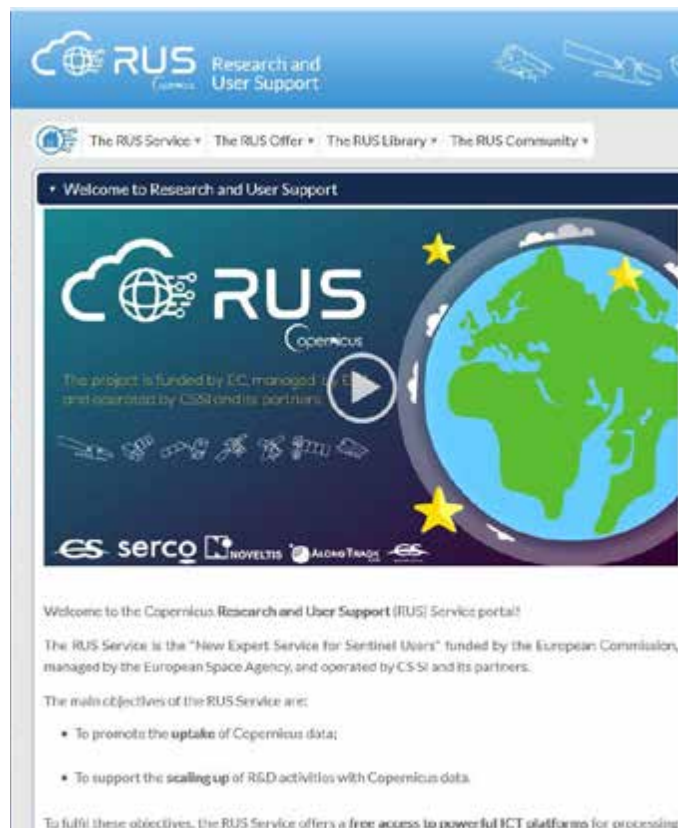 RUS
Copernicus
Research and
User Support
The RUS Service The RUS Offer The RUS Library The RUS Community
Welcome to Research and User Support
RUS
Copernicus
The project is funded by EC, managed by
and operated by CSSI and its partners
CS serco NOVELTIS ALONGTRACK CS
Welcome to the Copernicus Research and User Support (RUS) Service portal!
The RUS Service is the "New Expert Service for Sentinel Users" funded by the European Commission,
managed by the European Space Agency, and operated by CS SI and its partners.
The main objectives of the RUS Service are:
• To promote the uptake of Copernicus data;
• To support the scaling up of R&D activities with Copernicus data.
To fulfil these objectives, the RUS Service offers a free access to powerful ICT platforms for processing